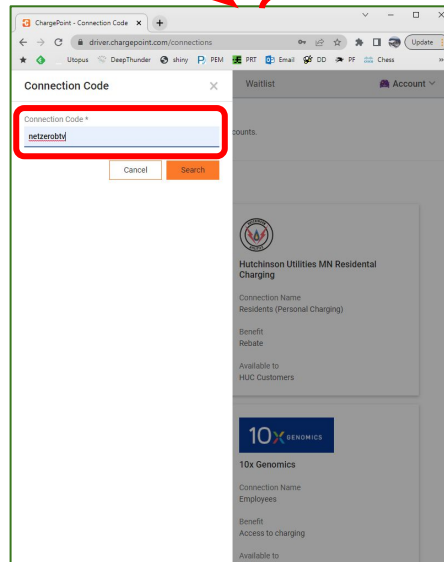 ChargePoint - Connection Code
driver.chargepoint.com/connections
Update
Utopus DeepThunder shiny PEM PRT Email DD PF Chess
Connection Code
Waitlist
Account
Connection Code *
netzerobtv
counts.
Cancel
Search
Hutchinson Utilities MN Residental
Charging
Connection Name
Residents (Personal Charging)
Benefit
Rebate
Available to
HUC Customers
10X GENOMICS
10x Genomics
Connection Name
Employees
Benefit
Access to charging
Available to